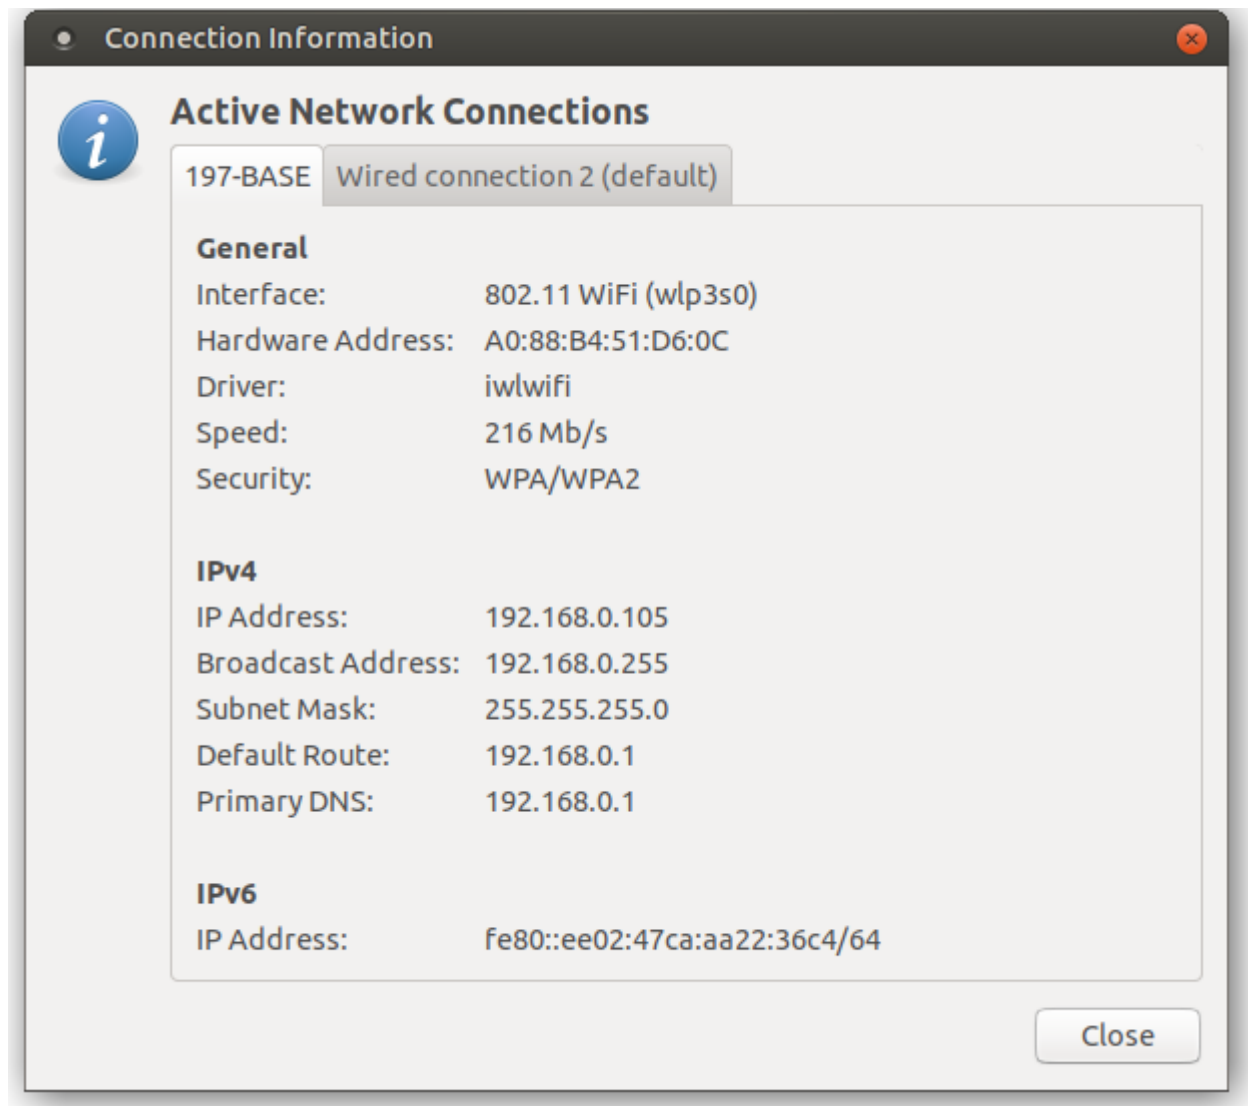 Connection Information
Active Network Connections
197-BASE Wired connection 2 (default)
General
Interface: 802.11 WiFi (wlp3s0)
Hardware Address: A0:88:B4:51:D6:0C
Driver: iwlwifi
Speed: 216 Mb/s
Security: WPA/WPA2
IPv4
IP Address: 192.168.0.105
Broadcast Address: 192.168.0.255
Subnet Mask: 255.255.255.0
Default Route: 192.168.0.1
Primary DNS: 192.168.0.1
IPv6
IP Address: fe80::ee02:47ca:aa22:36c4/64
Close